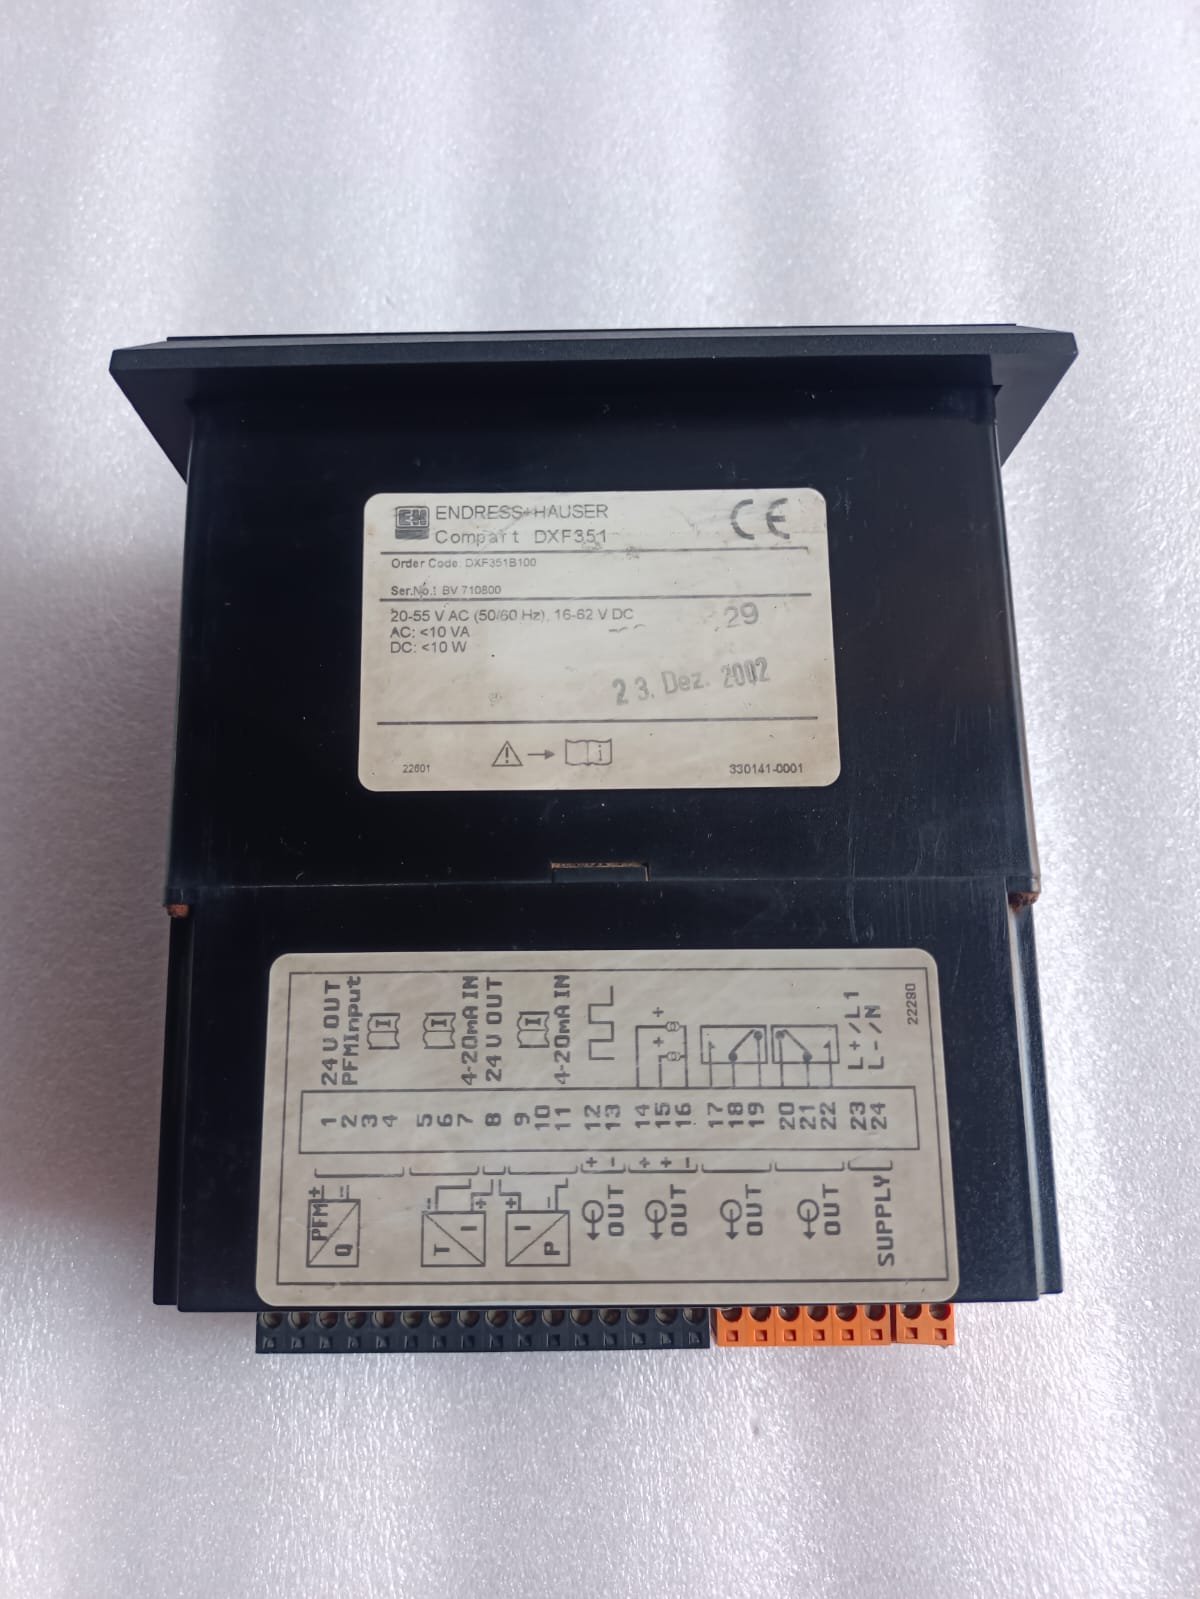 E+H
ENDRESS+HAUSER
CE
Compart DXF351
Order Code: DXF351B100
Ser.No.: BV 710800
20-55 V AC (50/60 Hz), 16-62 V DC
29
AC: <10 VA
DC: <10 W
23. Dez. 2002
i
22601
330141-0001
24V OUT
PFMInput
i
i
4-20mA IN
24V OUT
i
4-20mA IN
+
+
L+/L1
L-/N
22280
1 2 3 4 5 6 7 8 9 10 11 12 13 14 15 16 17 18 19 20 21 22 23 24
PFM + -
Q
T I - +
I P + -
+ -
OUT
+ + -
OUT
OUT
OUT
SUPPLY